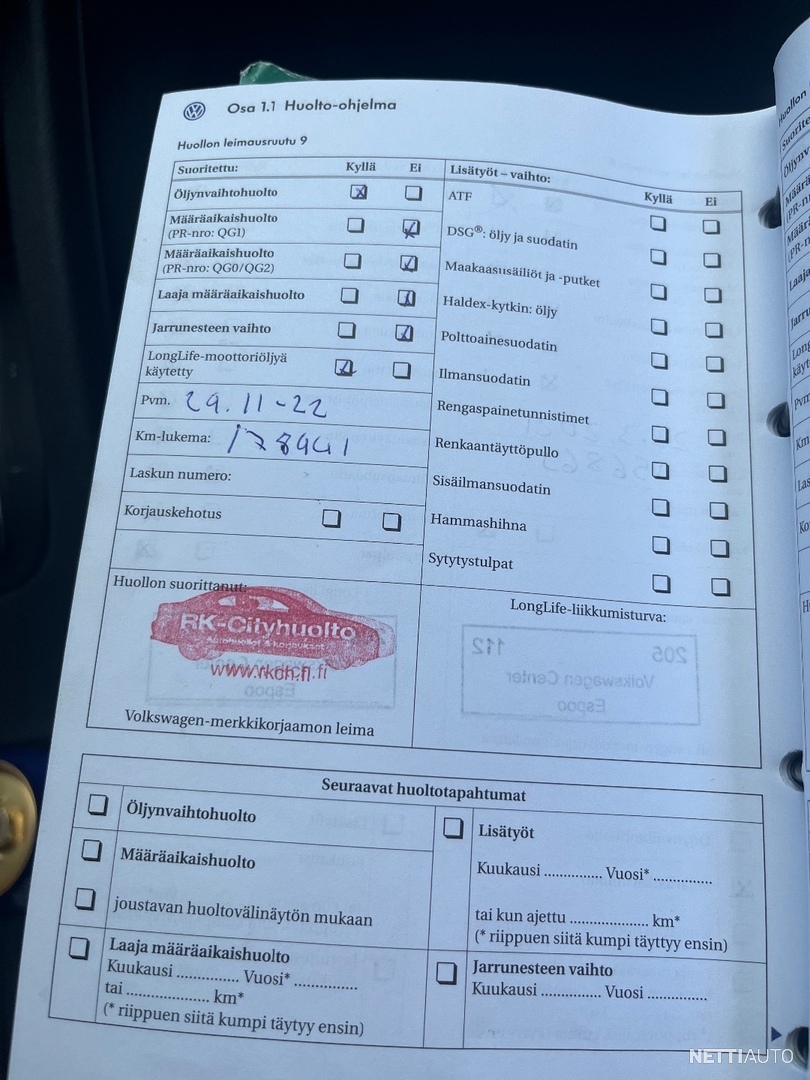 Osa 1.1 Huolto-ohjelma
Huollon leimausruutu 9
Suoritettu: Kyllä Ei
Öljynvaihtohuolto
Määräaikaishuolto
(PR-nro: QG1)
Määräaikaishuolto
(PR-nro: QG0/QG2)
Laaja määräaikaishuolto
Jarrunesteen vaihto
LongLife-moottoriöljyä
käytetty
Pvm. 29.11-22
Km-lukema: 178941
Laskun numero:
Korjauskehotus
Lisätyöt – vaihto: Kyllä Ei
ATF
DSG®: öljy ja suodatin
Maakaasusäiliöt ja -putket
Haldex-kytkin: öljy
Polttoainesuodatin
Ilmansuodatin
Rengaspainetunnistimet
Renkaantäyttöpullo
Sisäilmansuodatin
Hammashihna
Sytytystulpat
Huollon suorittanut:
RK-Cityhuolto
Autohuollot & korjaukset
www.rkch.fi
Volkswagen-merkkikorjaamon leima
LongLife-liikkumisturva:
205 112
Volkswagen Center
Espoo
Seuraavat huoltotapahtumat
Öljynvaihtohuolto
Määräaikaishuolto
joustavan huoltovälinäytön mukaan
Laaja määräaikaishuolto
Kuukausi .............. Vuosi* ..............
tai .................. km*
(* riippuen siitä kumpi täytyy ensin)
Lisätyöt
Kuukausi .............. Vuosi* ..............
tai kun ajettu ................... km*
(* riippuen siitä kumpi täyttyy ensin)
Jarrunesteen vaihto
Kuukausi .............. Vuosi ..............
NETTIAUTO